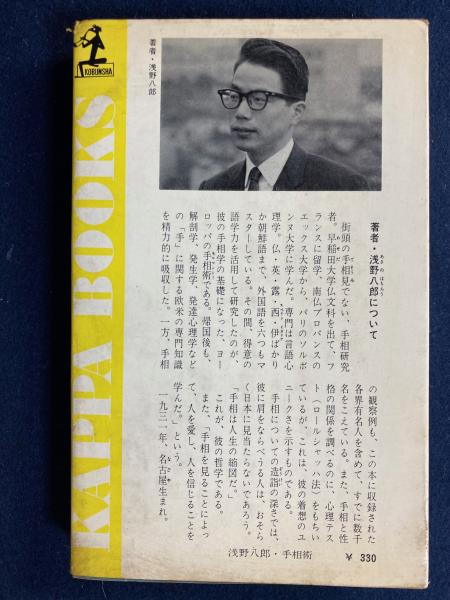 KOBUNSHA
KAPPA BOOKS
著者・浅野八郎
著者・浅野八郎について
街頭の手相見でない、手相研究
者。早稲田大学仏文科を出て、フ
ランスに留学、南仏プロバンスの
エックス大学から、パリのソルボ
ンヌ大学に学んだ。専門は言語心
理学。仏・英・露・西・伊ばかり
か朝鮮語まで、外国語を六つもマ
スターしている。その間、得意の
語学力を活用して研究したのが、
彼の手相学の基礎になった、ヨー
ロッパの手相術である。帰国後も、
解剖学、発生学、発達心理学など
の「手」に関する欧米の専門知識
を精力的に吸収した。一方、手相
の観察例も、この本に収録された
各界有名人を含めて、すでに数千
名をこえている。また、手相と性
格の関係を調べるのに、心理テス
ト（ロールシャッハ法）をもちい
ているが、これは、彼の着想のユ
ニークさを示すものである。
手相についての造詣の深さでは、
彼に肩をならべうる人は、おそら
く日本に見当たらないであろう。
「手相は人生の縮図だ。」
これが、彼の哲学である。
また、「手相を見ることによっ
て、人を愛し、人を信じることを
学んだ。」という。
一九三一年、名古屋生まれ。
浅野八郎・手相術
¥ 330